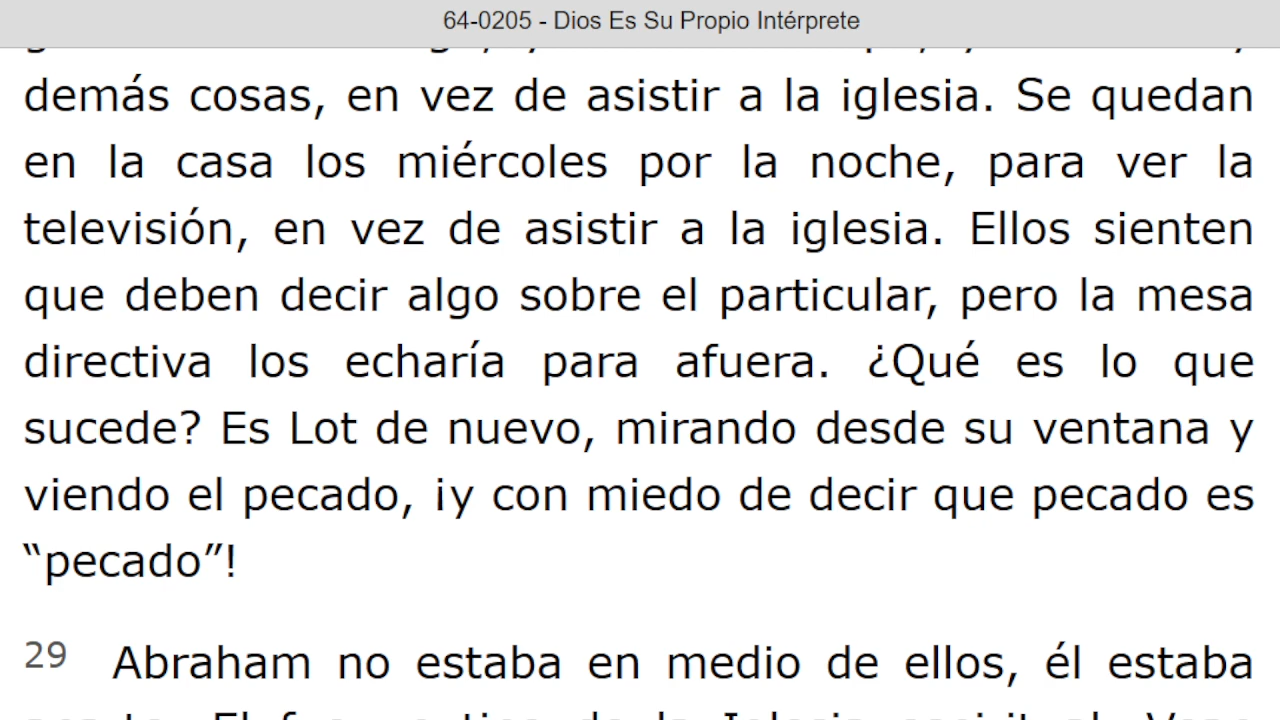 64-0205 - Dios Es Su Propio Intérprete
demás cosas, en vez de asistir a la iglesia. Se quedan
en la casa los miércoles por la noche, para ver la
televisión, en vez de asistir a la iglesia. Ellos sienten
que deben decir algo sobre el particular, pero la mesa
directiva los echaría para afuera. ¿Qué es lo que
sucede? Es Lot de nuevo, mirando desde su ventana y
viendo el pecado, ¡y con miedo de decir que pecado es
“pecado”!
29 Abraham no estaba en medio de ellos, él estaba